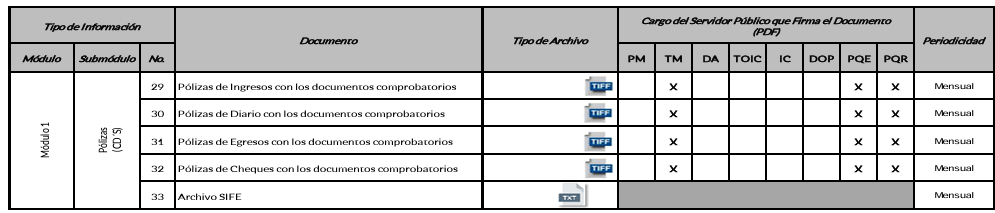 Tipo de Información
Documento
Tipo de Archivo
Cargo del Servidor Público que Firma el Documento
(PDF)
Periodicidad
Módulo Submódulo No.
PM TM DA TOIC IC DOP PQE PQR
Módulo 1
Pólizas
(CD´S)
29 Pólizas de Ingresos con los documentos comprobatorios TIFF X X X Mensual
30 Pólizas de Diario con los documentos comprobatorios TIFF X X X Mensual
31 Pólizas de Egresos con los documentos comprobatorios TIFF X X X Mensual
32 Pólizas de Cheques con los documentos comprobatorios TIFF X X X Mensual
33 Archivo SIFE TXT Mensual